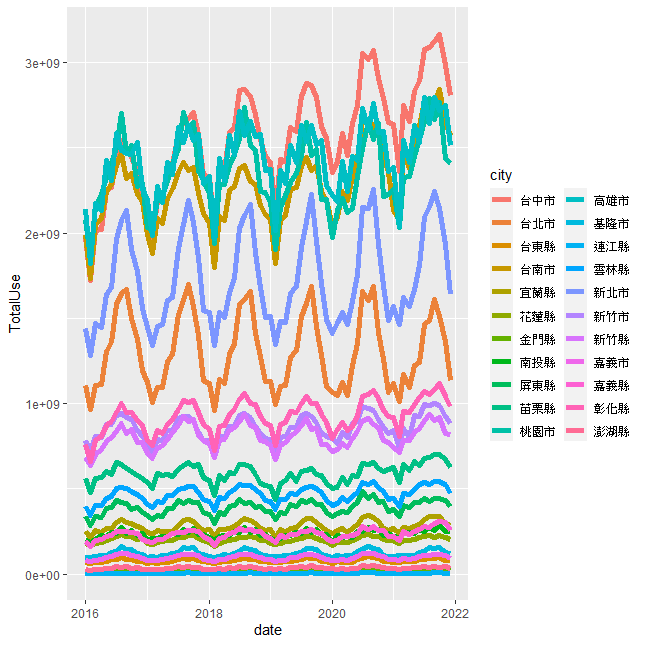 3e+09
2e+09
1e+09
0e+00
TotalUse
2016
2018
2020
2022
date
city
台中市
台北市
台東縣
台南市
宜蘭縣
花蓮縣
金門縣
南投縣
屏東縣
苗栗縣
桃園市
高雄市
基隆市
連江縣
雲林縣
新北市
新竹市
新竹縣
嘉義市
嘉義縣
彰化縣
澎湖縣